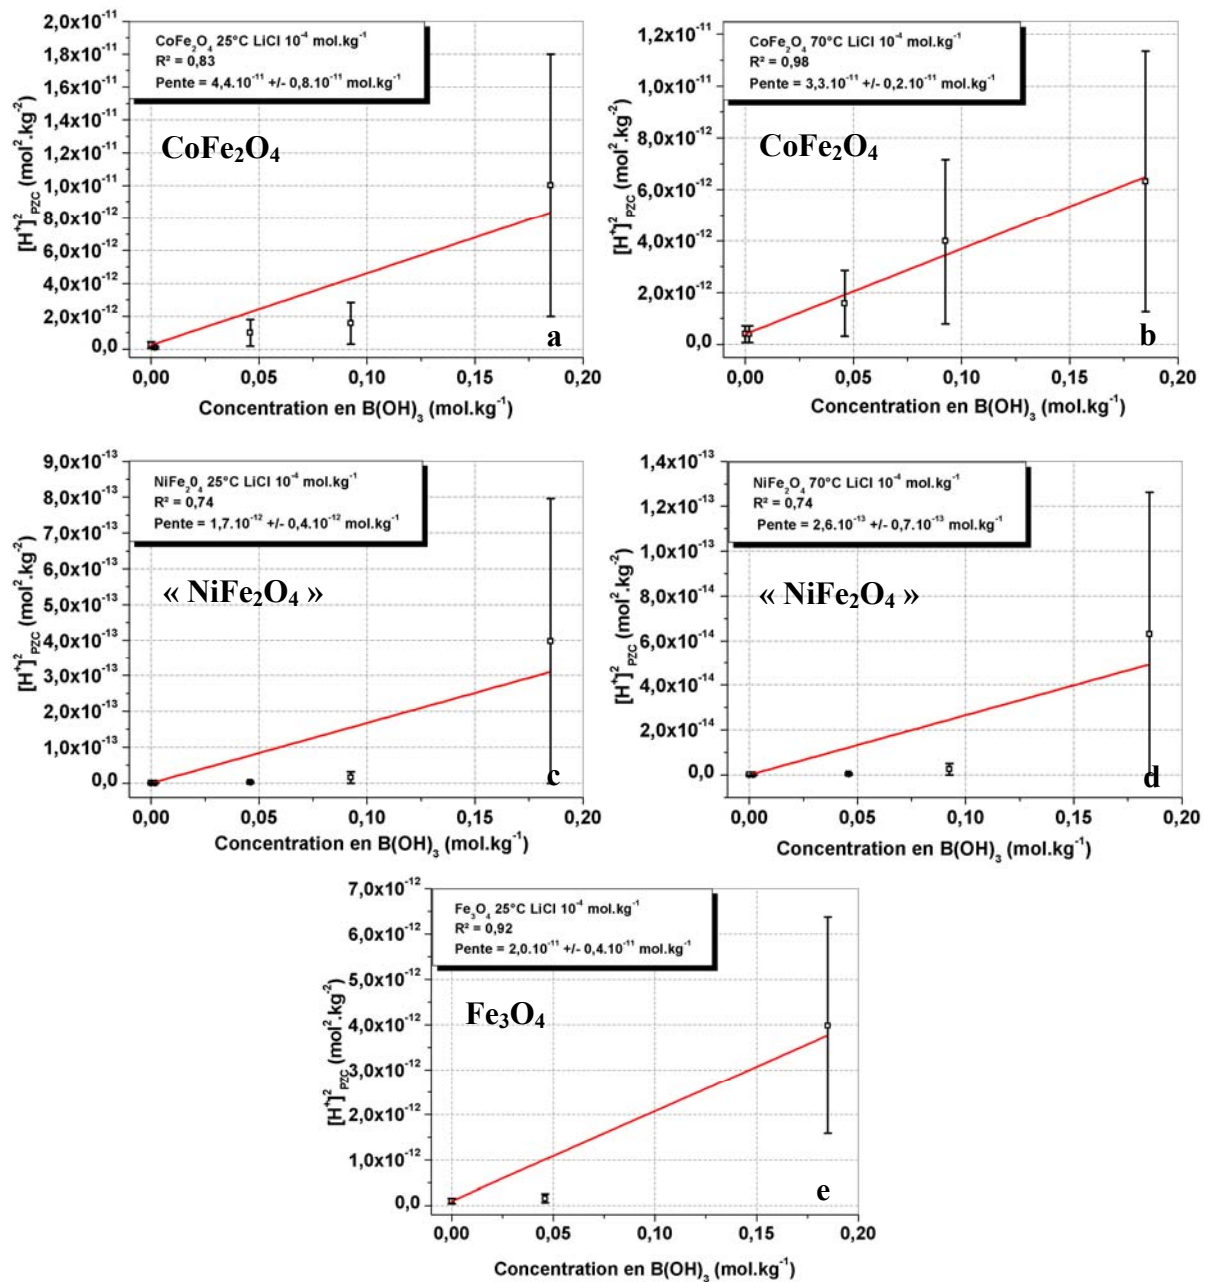 2,0x10⁻¹¹
1,8x10⁻¹¹
1,6x10⁻¹¹
1,4x10⁻¹¹
1,2x10⁻¹¹
1,0x10⁻¹¹
8,0x10⁻¹²
6,0x10⁻¹²
4,0x10⁻¹²
2,0x10⁻¹²
0,0
[H⁺]²PZC (mol².kg⁻²)
CoFe₂O₄ 25°C LiCl 10⁻⁴ mol.kg⁻¹
R² = 0,83
Pente = 4,4.10⁻¹¹ +/- 0,8.10⁻¹¹ mol.kg⁻¹
CoFe₂O₄
a
0,00 0,05 0,10 0,15 0,20
Concentration en B(OH)₃ (mol.kg⁻¹)
1,2x10⁻¹¹
1,0x10⁻¹¹
8,0x10⁻¹²
6,0x10⁻¹²
4,0x10⁻¹²
2,0x10⁻¹²
0,0
[H⁺]²PZC (mol².kg⁻²)
CoFe₂O₄ 70°C LiCl 10⁻⁴ mol.kg⁻¹
R² = 0,98
Pente = 3,3.10⁻¹¹ +/- 0,2.10⁻¹¹ mol.kg⁻¹
CoFe₂O₄
b
0,00 0,05 0,10 0,15 0,20
Concentration en B(OH)₃ (mol.kg⁻¹)
9,0x10⁻¹³
8,0x10⁻¹³
7,0x10⁻¹³
6,0x10⁻¹³
5,0x10⁻¹³
4,0x10⁻¹³
3,0x10⁻¹³
2,0x10⁻¹³
1,0x10⁻¹³
0,0
[H⁺]²PZC (mol².kg⁻²)
NiFe₂0₄ 25°C LiCl 10⁻⁴ mol.kg⁻¹
R² = 0,74
Pente = 1,7.10⁻¹² +/- 0,4.10⁻¹² mol.kg⁻¹
« NiFe₂O₄ »
c
0,00 0,05 0,10 0,15 0,20
Concentration en B(OH)₃ (mol.kg⁻¹)
1,4x10⁻¹³
1,2x10⁻¹³
1,0x10⁻¹³
8,0x10⁻¹⁴
6,0x10⁻¹⁴
4,0x10⁻¹⁴
2,0x10⁻¹⁴
0,0
[H⁺]²PZC (mol².kg⁻²)
NiFe₂O₄ 70°C LiCl 10⁻⁴ mol.kg⁻¹
R² = 0,74
Pente = 2,6.10⁻¹³ +/- 0,7.10⁻¹³ mol.kg⁻¹
« NiFe₂O₄ »
d
0,00 0,05 0,10 0,15 0,20
Concentration en B(OH)₃ (mol.kg⁻¹)
7,0x10⁻¹²
6,0x10⁻¹²
5,0x10⁻¹²
4,0x10⁻¹²
3,0x10⁻¹²
2,0x10⁻¹²
1,0x10⁻¹²
0,0
[H⁺]²PZC (mol².kg⁻²)
Fe₃O₄ 25°C LiCl 10⁻⁴ mol.kg⁻¹
R² = 0,92
Pente = 2,0.10⁻¹¹ +/- 0,4.10⁻¹¹ mol.kg⁻¹
Fe₃O₄
e
0,00 0,05 0,10 0,15 0,20
Concentration en B(OH)₃ (mol.kg⁻¹)